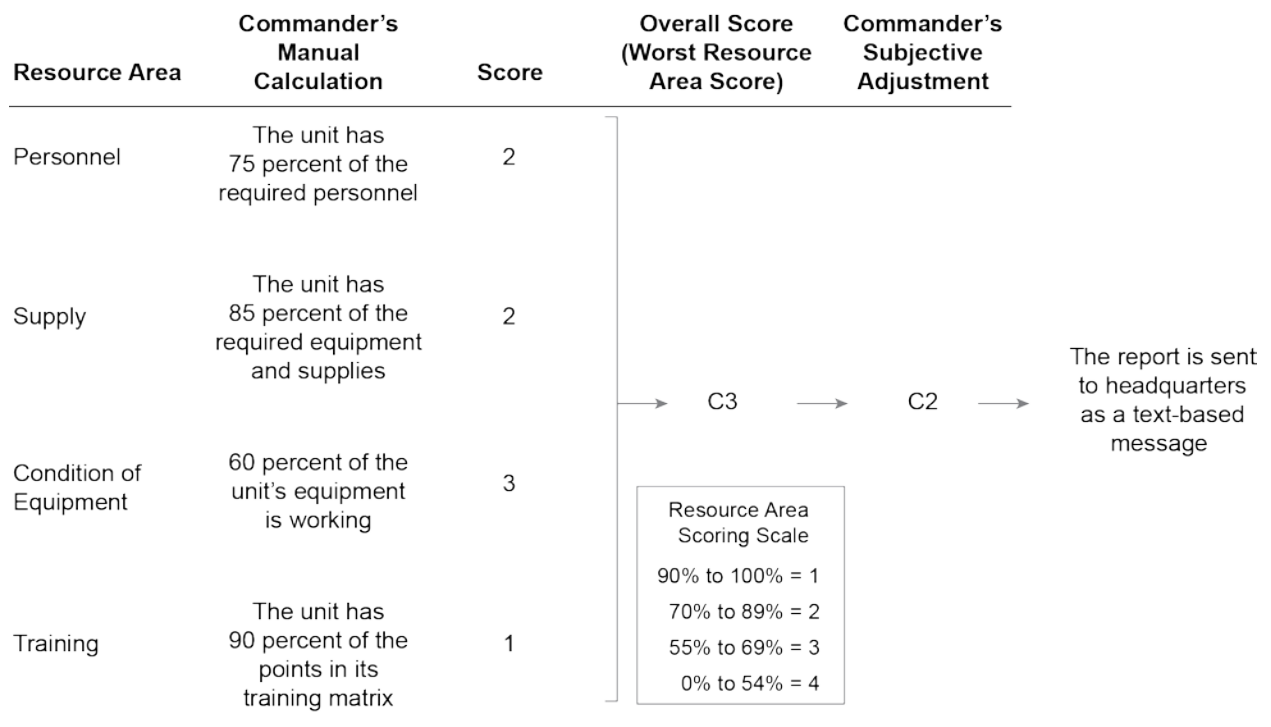 Resource Area
Commander’s
Manual
Calculation
Score
Overall Score
(Worst Resource
Area Score)
Commander’s
Subjective
Adjustment
Personnel
The unit has
75 percent of the
required personnel
2
Supply
The unit has
85 percent of the
required equipment
and supplies
2
Condition of
Equipment
60 percent of the
unit’s equipment
is working
3
Training
The unit has
90 percent of the
points in its
training matrix
1
C3
C2
The report is sent
to headquarters
as a text-based
message
Resource Area
Scoring Scale
90% to 100% = 1
70% to 89% = 2
55% to 69% = 3
0% to 54% = 4